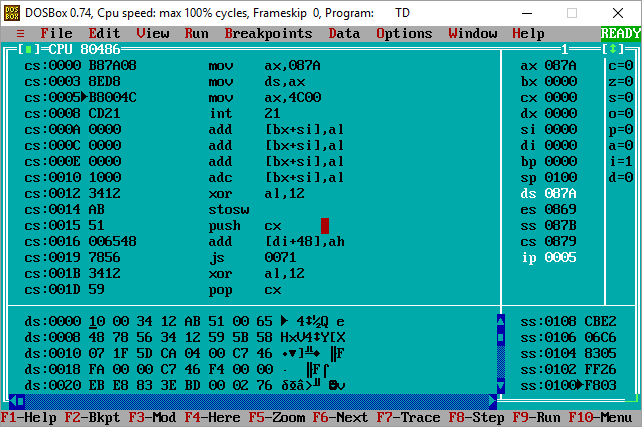 DOSBox 0.74, Cpu speed: max 100% cycles, Frameskip 0, Program: TD
≡ File Edit View Run Breakpoints Data Options Window Help READY
[■]=CPU 80486 1 [↕]
cs:0000 B87A08 mov ax,087A ax 087A c=0
cs:0003 8ED8 mov ds,ax bx 0000 z=0
cs:0005►B8004C mov ax,4C00 cx 0000 s=0
cs:0008 CD21 int 21 dx 0000 o=0
cs:000A 0000 add [bx+si],al si 0000 p=0
cs:000C 0000 add [bx+si],al di 0000 a=0
cs:000E 0000 add [bx+si],al bp 0000 i=1
cs:0010 1000 adc [bx+si],al sp 0100 d=0
cs:0012 3412 xor al,12 ds 087A
cs:0014 AB stosw es 0869
cs:0015 51 push cx ss 087B
cs:0016 006548 add [di+48],ah cs 0879
cs:0019 7856 js 0071 ip 0005
cs:001B 3412 xor al,12
cs:001D 59 pop cx
ds:0000 10 00 34 12 AB 51 00 65 ► 4↕½Q e ss:0108 CBE2
ds:0008 48 78 56 34 12 59 5B 58 HxV4↕Y[X ss:0106 06C6
ds:0010 07 1F 5D CA 04 00 C7 46 •▼]╩♦ ╟F ss:0104 8305
ds:0018 FA 00 00 C7 46 F4 00 00 · ╟F⌠ ss:0102 FF26
ds:0020 EB E8 83 3E BD 00 02 76 δΦâ>╜ ☻v ss:0100►F803
F1-Help F2-Bkpt F3-Mod F4-Here F5-Zoom F6-Next F7-Trace F8-Step F9-Run F10-Menu